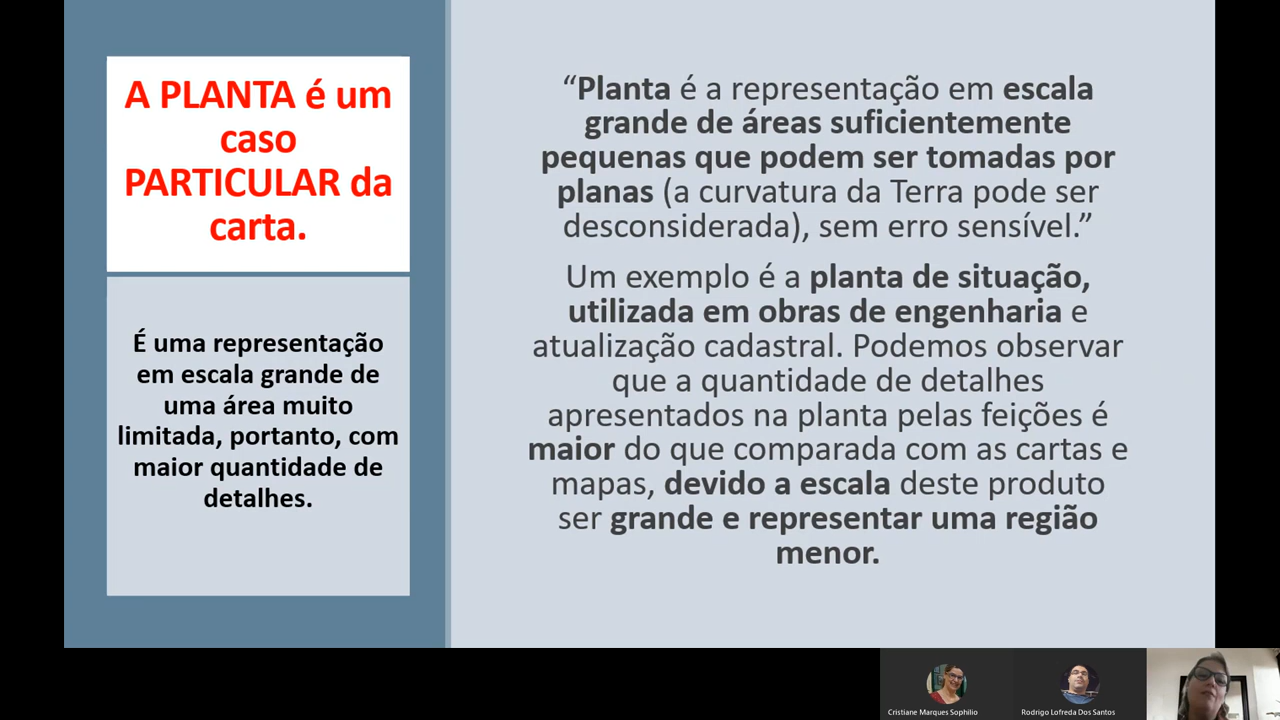 A PLANTA é um
caso
PARTICULAR da
carta.
É uma representação
em escala grande de
uma área muito
limitada, portanto, com
maior quantidade de
detalhes.
“Planta é a representação em escala
grande de áreas suficientemente
pequenas que podem ser tomadas por
planas (a curvatura da Terra pode ser
desconsiderada), sem erro sensível.”
Um exemplo é a planta de situação,
utilizada em obras de engenharia e
atualização cadastral. Podemos observar
que a quantidade de detalhes
apresentados na planta pelas feições é
maior do que comparada com as cartas e
mapas, devido a escala deste produto
ser grande e representar uma região
menor.
Cristiane Marques Sophilio
Rodrigo Lofreda Dos Santos